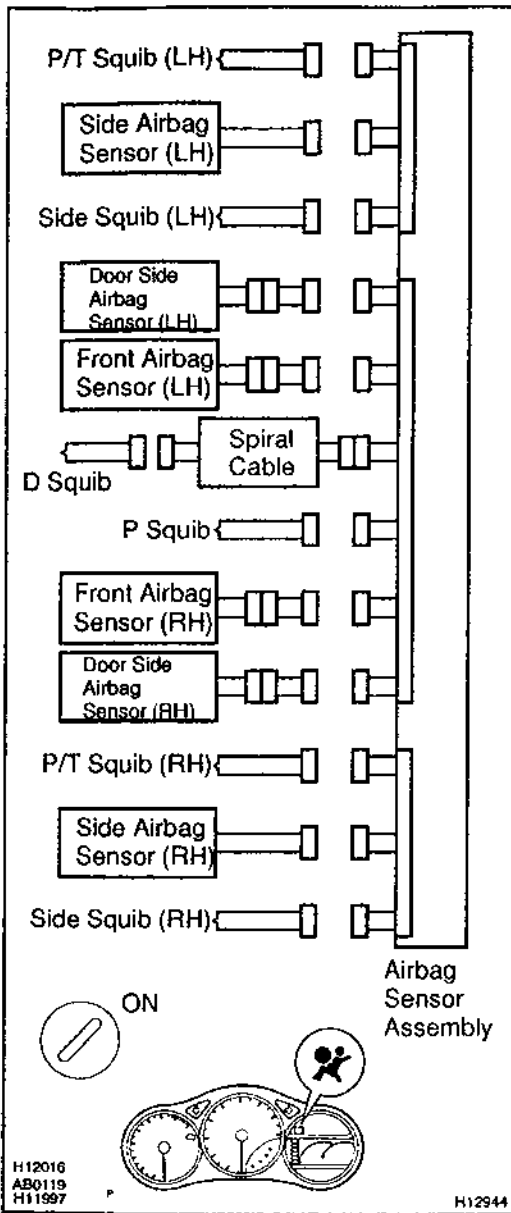 P/T Squib (LH)
Side Airbag
Sensor (LH)
Side Squib (LH)
Door Side
Airbag
Sensor (LH)
Front Airbag
Sensor (LH)
Spiral
Cable
D Squib
P Squib
Front Airbag
Sensor (RH)
Door Side
Airbag
Sensor (RH)
P/T Squib (RH)
Side Airbag
Sensor (RH)
Side Squib (RH)
Airbag
Sensor
Assembly
ON
H12016
AB0119
H11997
P
H12944